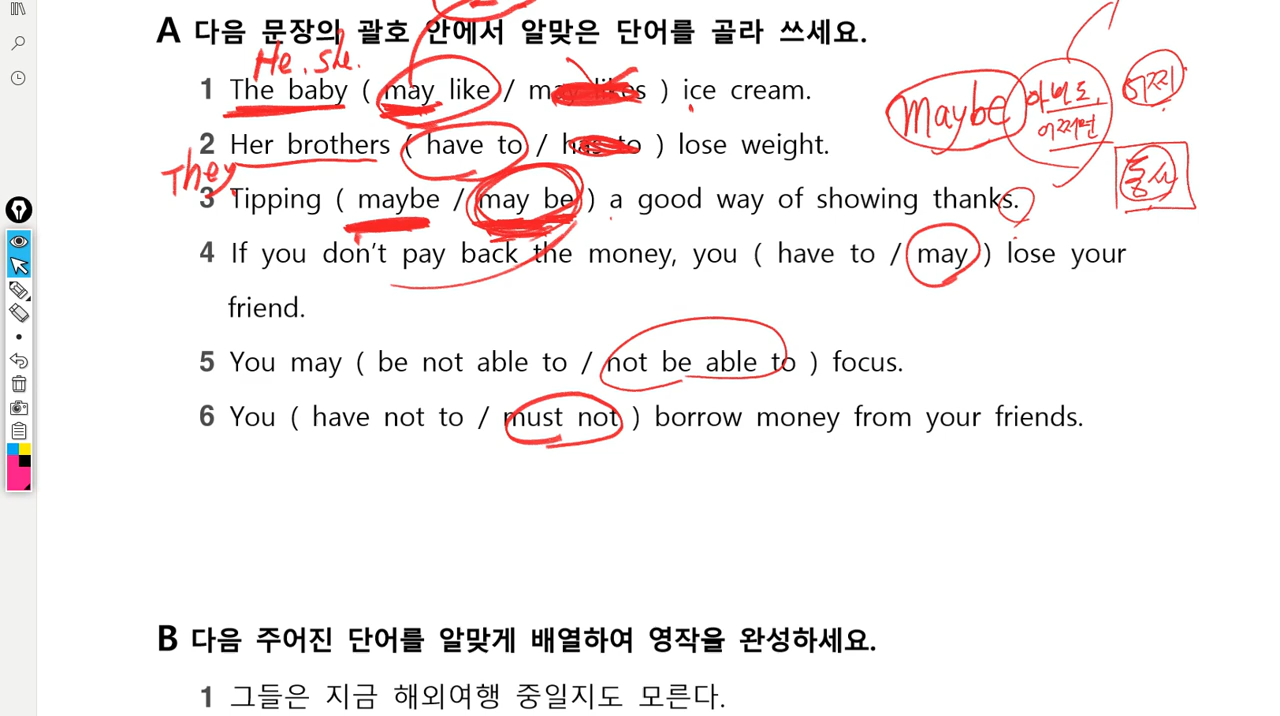 A 다음 문장의 괄호 안에서 알맞은 단어를 골라 쓰세요.
He. she.
1 The baby ( may like / may likes ) ice cream.
Maybe 아마도, 어쩌면
2 Her brothers ( have to / has to ) lose weight.
They
3 Tipping ( maybe / may be ) a good way of showing thanks.
4 If you don't pay back the money, you ( have to / may ) lose your
friend.
5 You may ( be not able to / not be able to ) focus.
6 You ( have not to / must not ) borrow money from your friends.
B 다음 주어진 단어를 알맞게 배열하여 영작을 완성하세요.
1 그들은 지금 해외여행 중일지도 모른다.